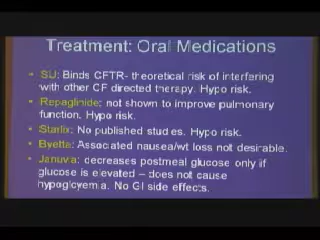 Treatment: Oral Medications
• SU: Binds CFTR- theoretical risk of interfering
with other CF directed therapy. Hypo risk.
• Repaglinide: not shown to improve pulmonary
function. Hypo risk.
• Starlix: No published studies. Hypo risk.
• Byetta: Associated nausea/wt loss not desirable.
• Januvia: decreases postmeal glucose only if
glucose is elevated – does not cause
hypoglcyemia. No GI side effects.